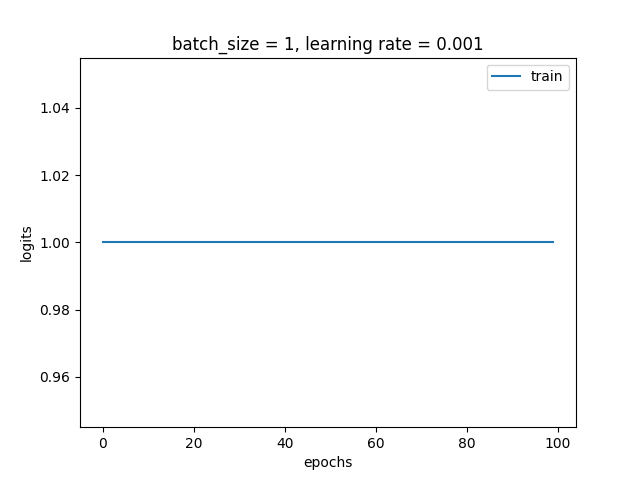 batch_size = 1, learning rate = 0.001
train
1.04
1.02
1.00
0.98
0.96
logits
0 20 40 60 80 100
epochs